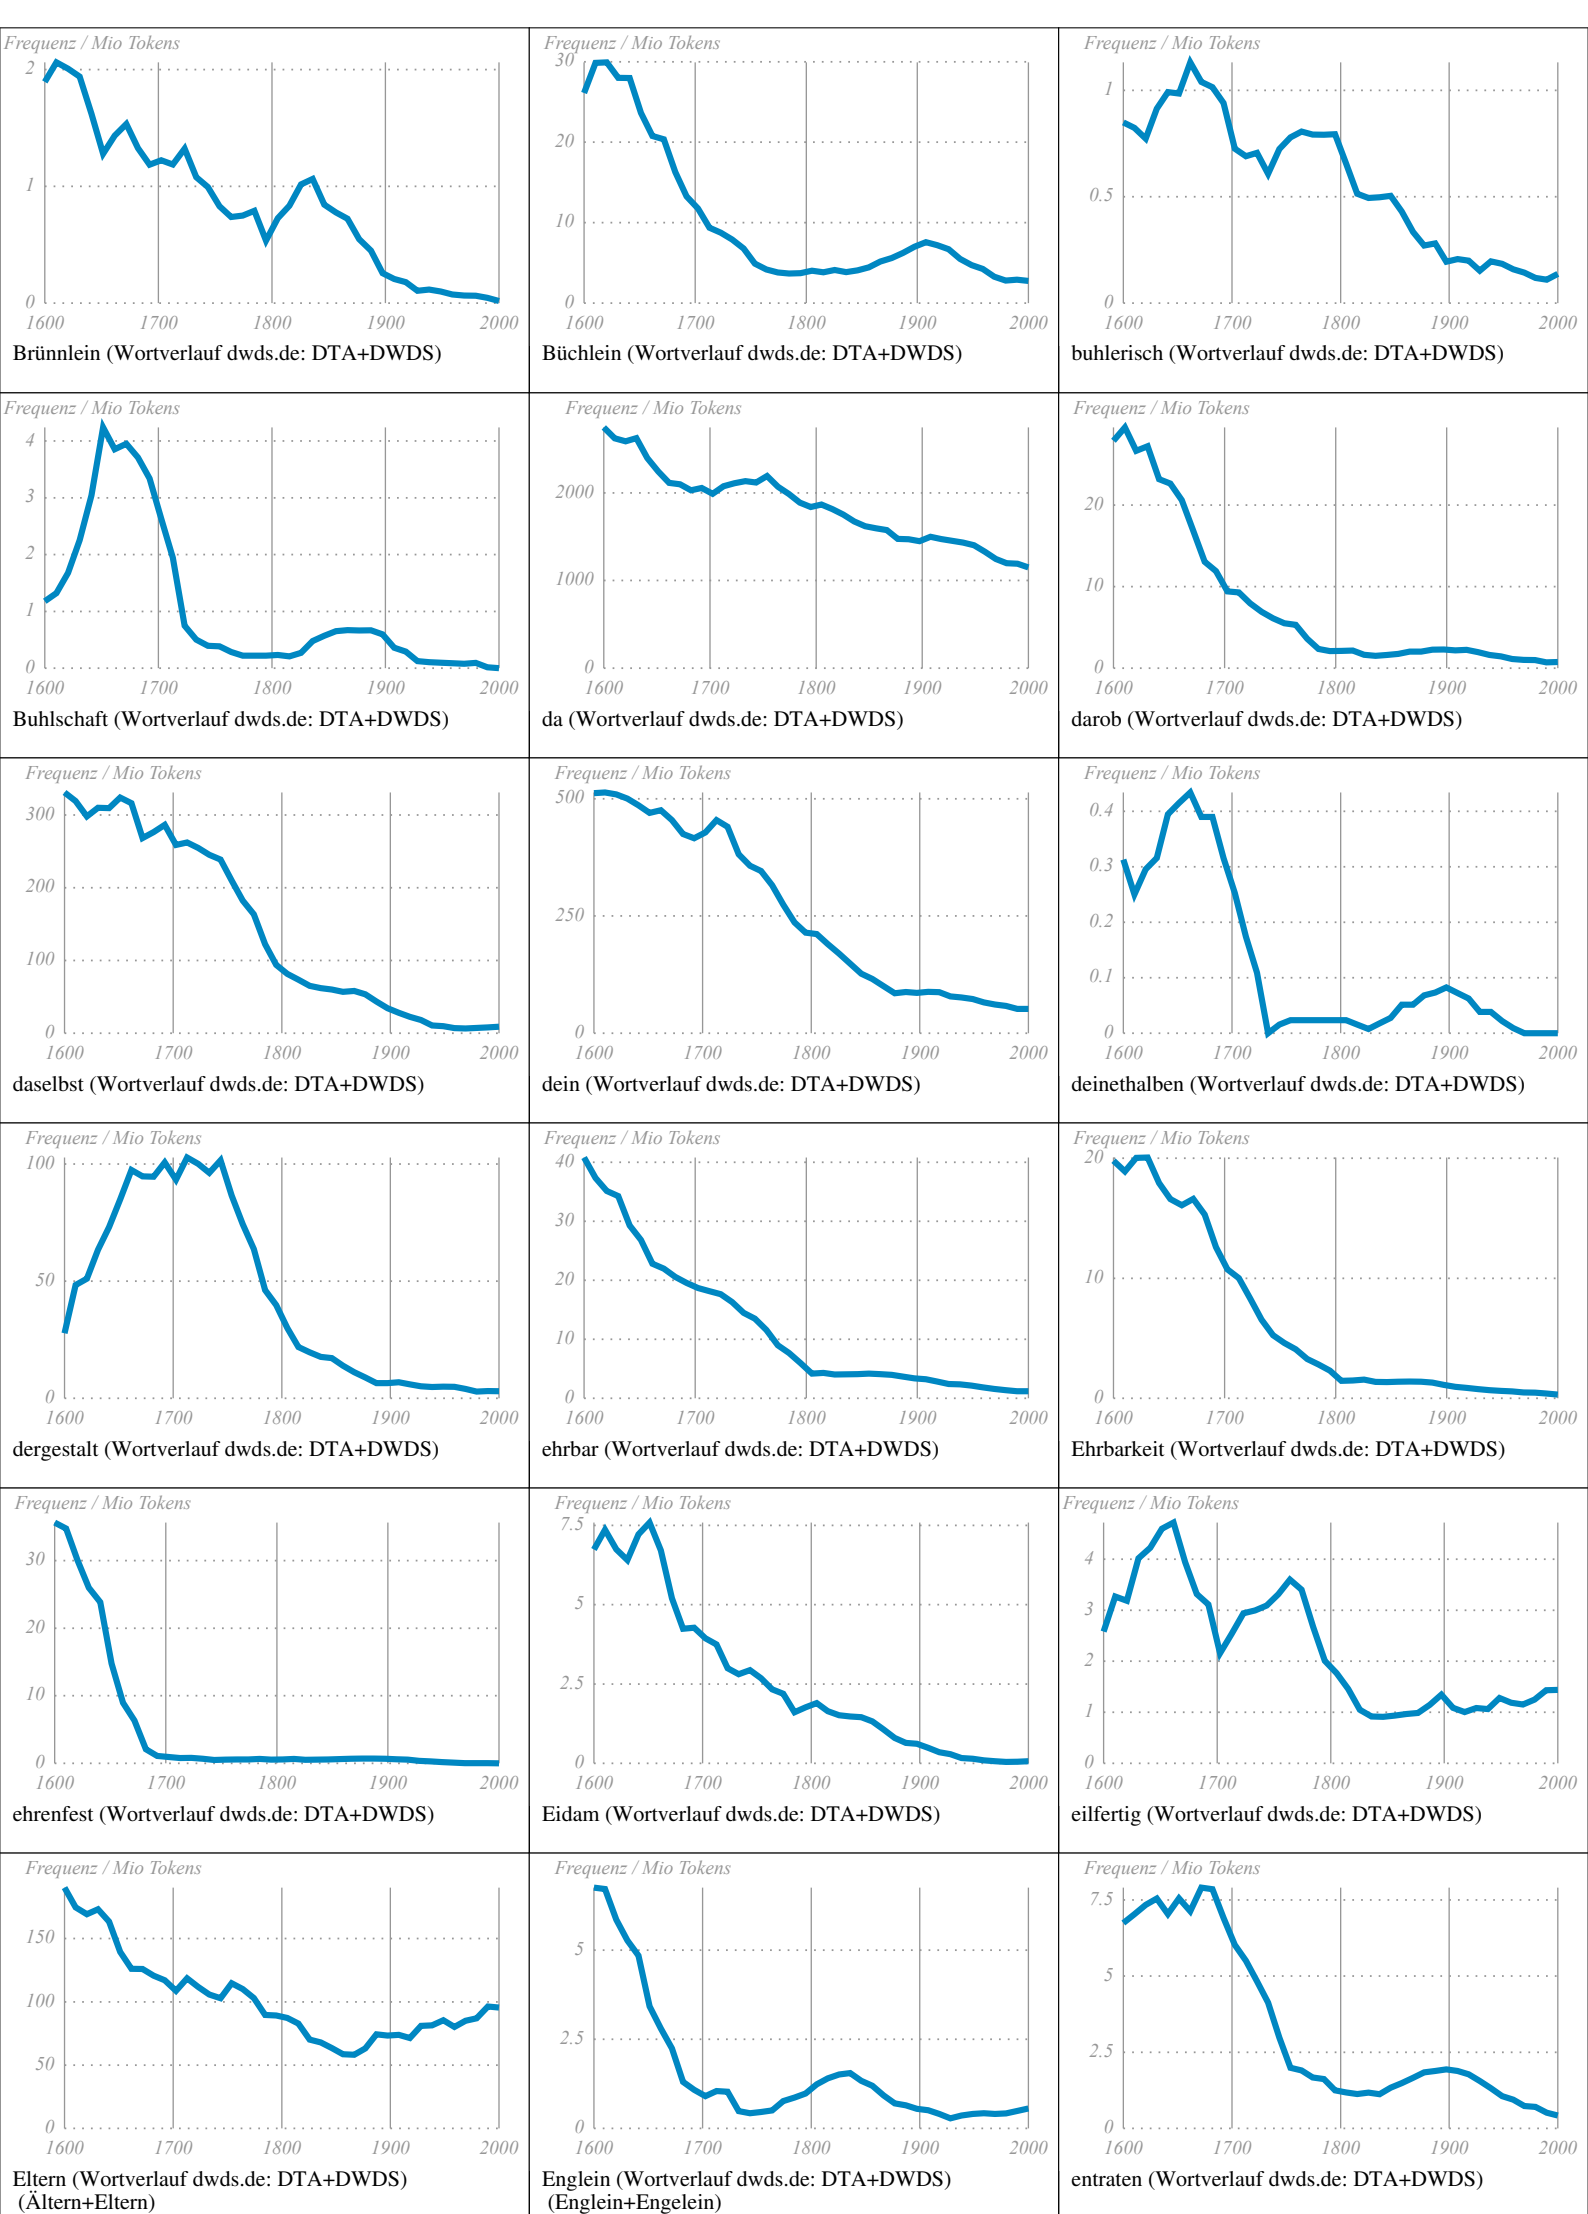 Frequenz / Mio Tokens
2
1
0
1600 1700 1800 1900 2000
Brünnlein (Wortverlauf dwds.de: DTA+DWDS)
Frequenz / Mio Tokens
30
20
10
0
1600 1700 1800 1900 2000
Büchlein (Wortverlauf dwds.de: DTA+DWDS)
Frequenz / Mio Tokens
1
0.5
0
1600 1700 1800 1900 2000
buhlerisch (Wortverlauf dwds.de: DTA+DWDS)
Frequenz / Mio Tokens
4
3
2
1
0
1600 1700 1800 1900 2000
Buhlschaft (Wortverlauf dwds.de: DTA+DWDS)
Frequenz / Mio Tokens
2000
1000
0
1600 1700 1800 1900 2000
da (Wortverlauf dwds.de: DTA+DWDS)
Frequenz / Mio Tokens
20
10
0
1600 1700 1800 1900 2000
darob (Wortverlauf dwds.de: DTA+DWDS)
Frequenz / Mio Tokens
300
200
100
0
1600 1700 1800 1900 2000
daselbst (Wortverlauf dwds.de: DTA+DWDS)
Frequenz / Mio Tokens
500
250
0
1600 1700 1800 1900 2000
dein (Wortverlauf dwds.de: DTA+DWDS)
Frequenz / Mio Tokens
0.4
0.3
0.2
0.1
0
1600 1700 1800 1900 2000
deinethalben (Wortverlauf dwds.de: DTA+DWDS)
Frequenz / Mio Tokens
100
50
0
1600 1700 1800 1900 2000
dergestalt (Wortverlauf dwds.de: DTA+DWDS)
Frequenz / Mio Tokens
40
30
20
10
0
1600 1700 1800 1900 2000
ehrbar (Wortverlauf dwds.de: DTA+DWDS)
Frequenz / Mio Tokens
20
10
0
1600 1700 1800 1900 2000
Ehrbarkeit (Wortverlauf dwds.de: DTA+DWDS)
Frequenz / Mio Tokens
30
20
10
0
1600 1700 1800 1900 2000
ehrenfest (Wortverlauf dwds.de: DTA+DWDS)
Frequenz / Mio Tokens
7.5
5
2.5
0
1600 1700 1800 1900 2000
Eidam (Wortverlauf dwds.de: DTA+DWDS)
Frequenz / Mio Tokens
4
3
2
1
0
1600 1700 1800 1900 2000
eilfertig (Wortverlauf dwds.de: DTA+DWDS)
Frequenz / Mio Tokens
150
100
50
0
1600 1700 1800 1900 2000
Eltern (Wortverlauf dwds.de: DTA+DWDS)
(Ältern+Eltern)
Frequenz / Mio Tokens
5
2.5
0
1600 1700 1800 1900 2000
Englein (Wortverlauf dwds.de: DTA+DWDS)
(Englein+Engelein)
Frequenz / Mio Tokens
7.5
5
2.5
0
1600 1700 1800 1900 2000
entraten (Wortverlauf dwds.de: DTA+DWDS)